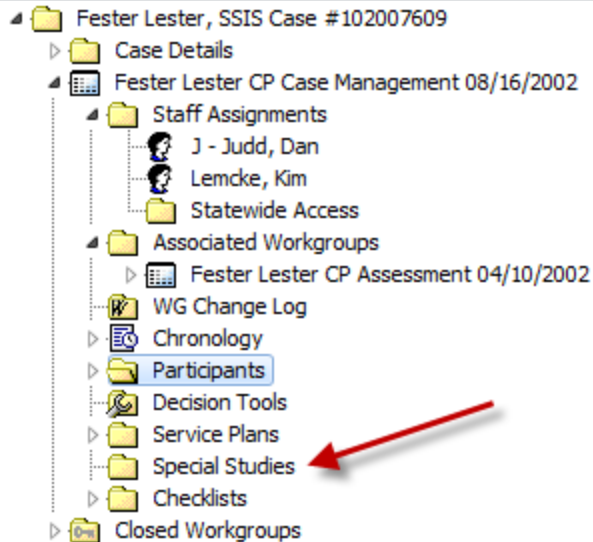 Fester Lester, SSIS Case #102007609
Case Details
Fester Lester CP Case Management 08/16/2002
Staff Assignments
J - Judd, Dan
Lemcke, Kim
Statewide Access
Associated Workgroups
Fester Lester CP Assessment 04/10/2002
WG Change Log
Chronology
Participants
Decision Tools
Service Plans
Special Studies
Checklists
Closed Workgroups